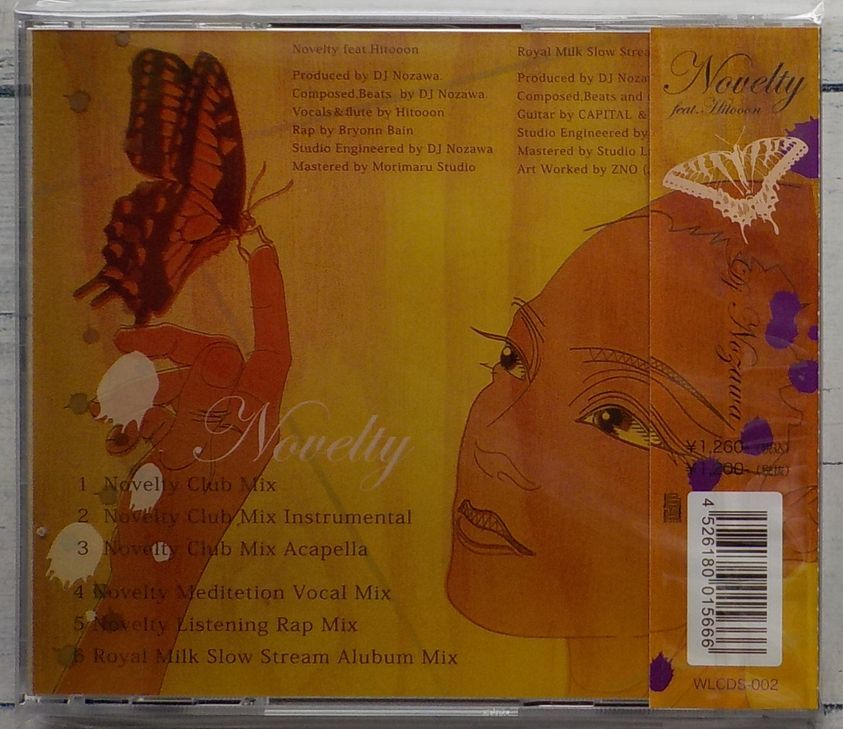 Novelty feat.Hitooon
Produced by DJ Nozawa.
Composed,Beats by DJ Nozawa.
Vocals&flute by Hitooon
Rap by Bryonn Bain
Studio Engineered by DJ Nozawa
Mastered by Morimaru Studio
Royal Milk Slow Strea
Produced by DJ Noza
Composed,Beats and
Guitar by CAPITAL &
Studio Engineered by
Mastered by Studio L
Art Worked by ZNO (
Novelty
feat. Hitooon
DJ Nozawa
Novelty
1 Novelty Club Mix
2 Novelty Club Mix Instrumental
3 Novelty Club Mix Acapella
4 Novelty Meditetion Vocal Mix
5 Novelty Listening Rap Mix
6 Royal Milk Slow Stream Alubum Mix
¥1,260- (税込)
¥1,200- (税抜)
4 526180 015666
WLCDS-002